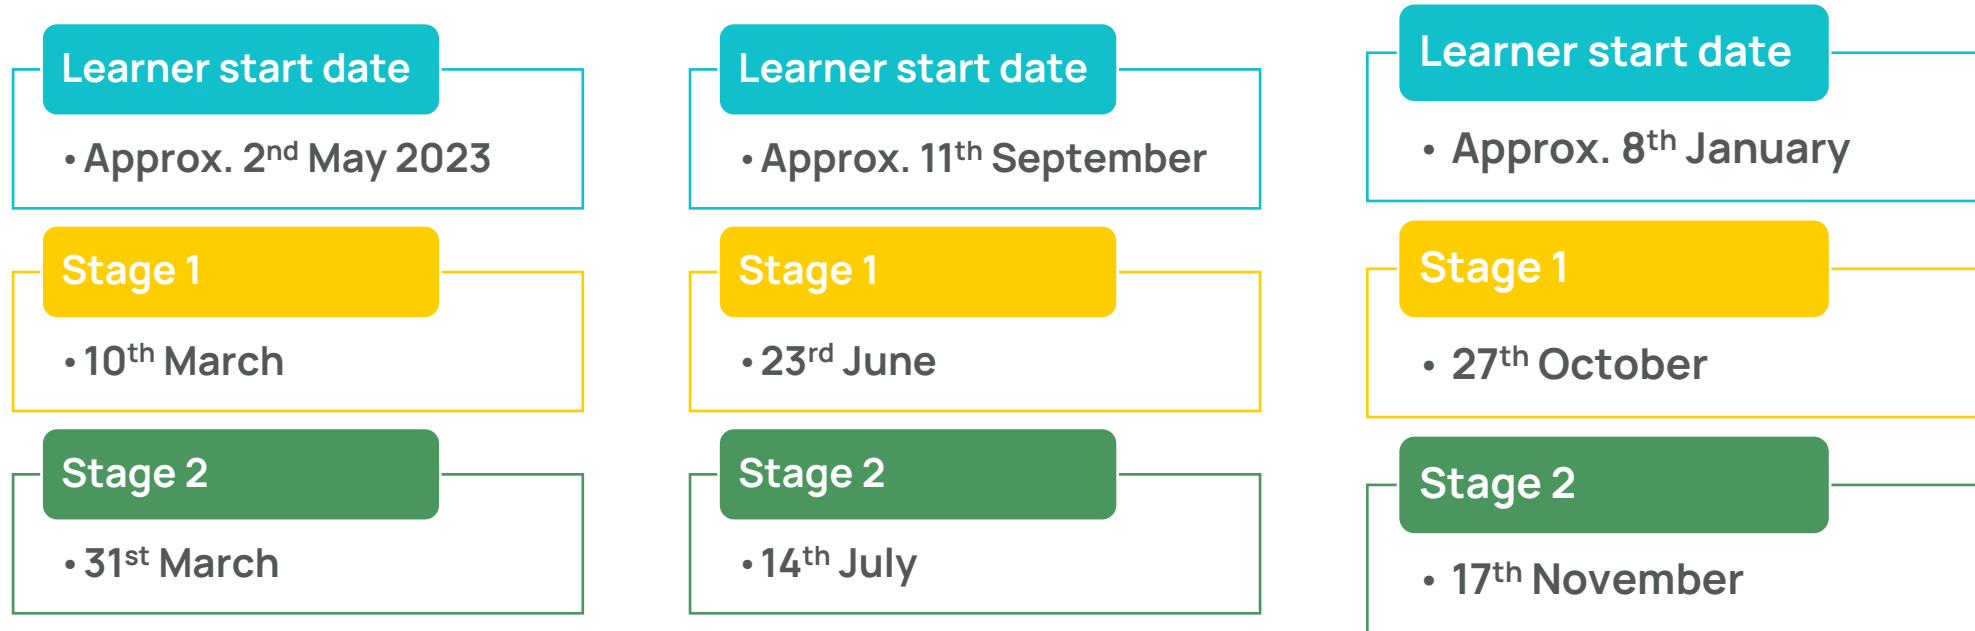 Learner start date
• Approx. 2nd May 2023
Stage 1
• 10th March
Stage 2
• 31st March
Learner start date
• Approx. 11th September
Stage 1
• 23rd June
Stage 2
• 14th July
Learner start date
• Approx. 8th January
Stage 1
• 27th October
Stage 2
• 17th November